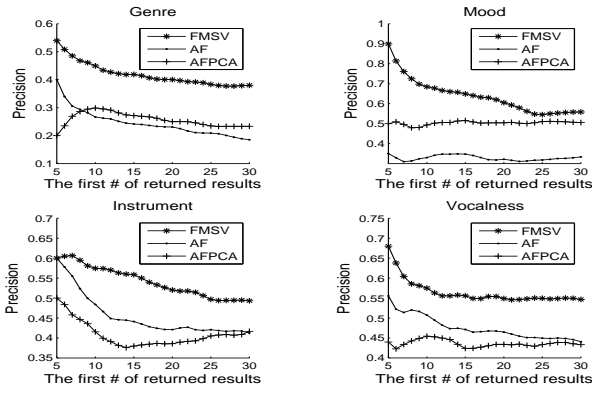 Genre
0.6
0.5
0.4
0.3
0.2
0.1
Precision
FMSV
AF
AFPCA
5 10 15 20 25 30
The first # of returned results
Mood
1
0.9
0.8
0.7
0.6
0.5
0.4
Precision
FMSV
AF
AFPCA
5 10 15 20 25 30
The first # of returned results
Instrument
0.7
0.65
0.6
0.55
0.5
0.45
0.4
0.35
Precision
FMSV
AF
AFPCA
5 10 15 20 25 30
The first # of returned results
Vocalness
0.75
0.7
0.65
0.6
0.55
0.5
0.45
0.4
Precision
FMSV
AF
AFPCA
5 10 15 20 25 30
The first # of returned results